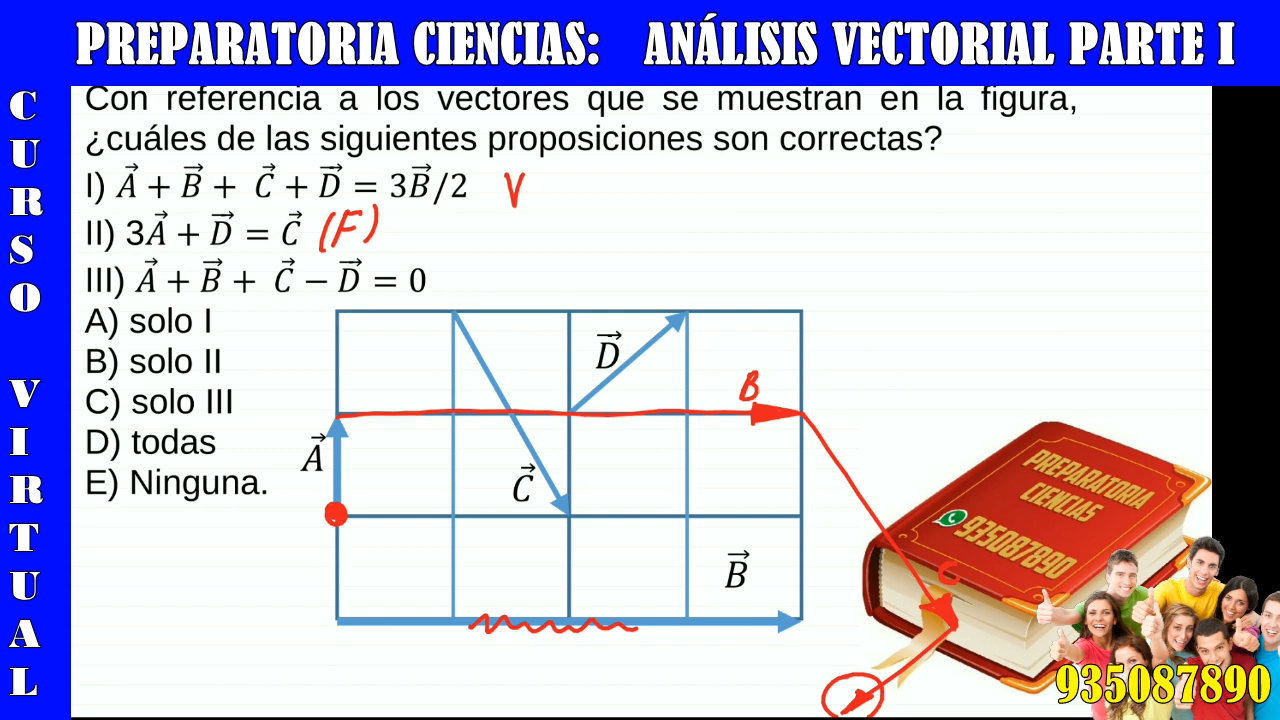 PREPARATORIA CIENCIAS: ANÁLISIS VECTORIAL PARTE I
CURSO VIRTUAL
Con referencia a los vectores que se muestran en la figura,
¿cuáles de las siguientes proposiciones son correctas?
I) A⃗ + B⃗ + C⃗ + D⃗ = 3B⃗/2 V
II) 3A⃗ + D⃗ = C⃗ (F)
III) A⃗ + B⃗ + C⃗ − D⃗ = 0
A) solo I
B) solo II
C) solo III
D) todas
E) Ninguna.
D⃗
B
A⃗
C⃗
B⃗
C
PREPARATORIA
CIENCIAS
935087890
935087890